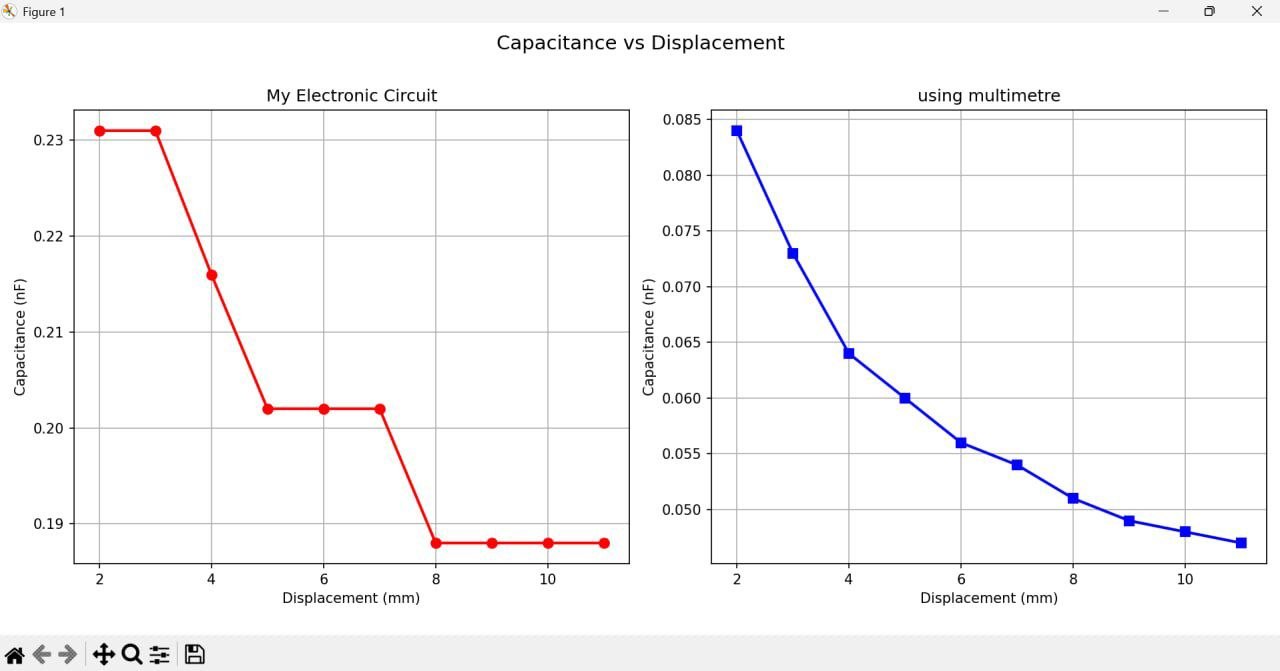 Figure 1
Capacitance vs Displacement
My Electronic Circuit
0.23
0.22
0.21
0.20
0.19
Capacitance (nF)
2 4 6 8 10
Displacement (mm)
using multimetre
0.085
0.080
0.075
0.070
0.065
0.060
0.055
0.050
Capacitance (nF)
2 4 6 8 10
Displacement (mm)